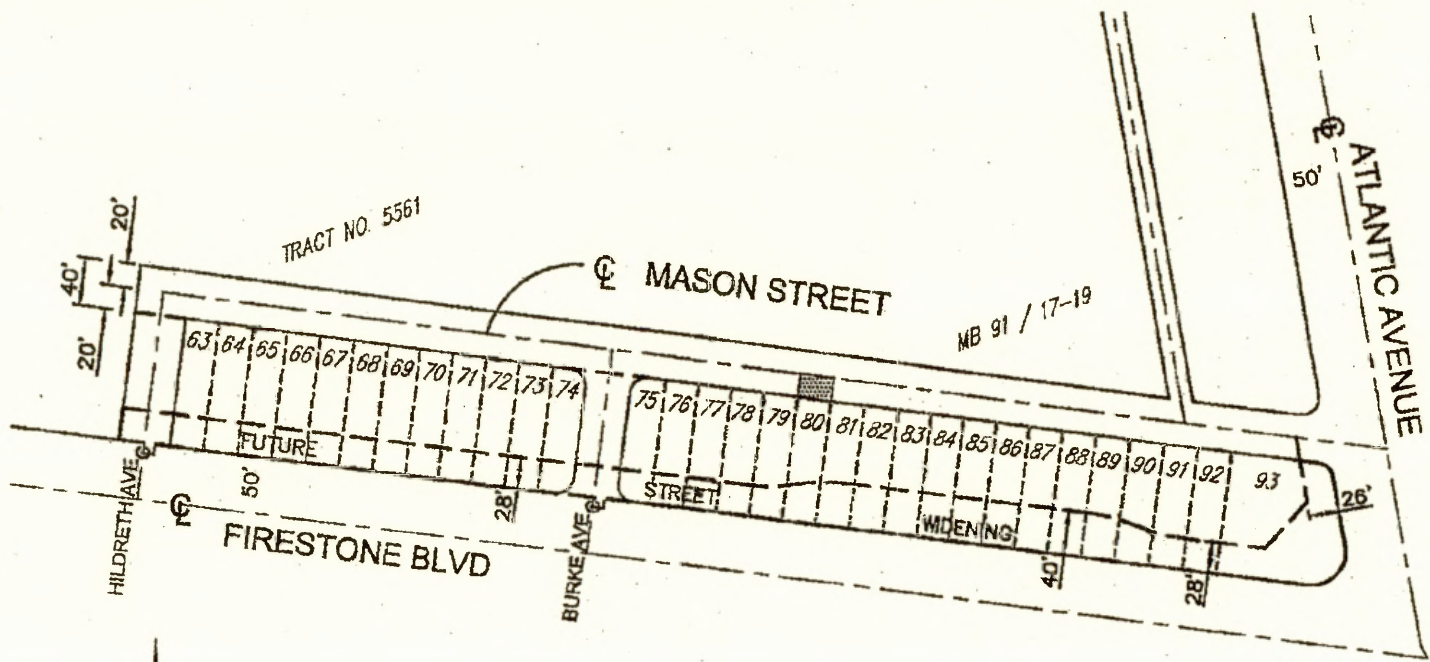 20'
40'
20'
TRACT NO. 5561
℄ MASON STREET
MB 91 / 17-19
℄ ATLANTIC AVENUE
50'
63 64 65 66 67 68 69 70 71 72 73 74
75 76 77 78 79 80 81 82 83 84 85 86 87 88 89 90 91 92 93
FUTURE
STREET
WIDENING
50'
28'
40'
28'
26'
HILDRETH AVE ℄
BURKE AVE ℄
℄ FIRESTONE BLVD